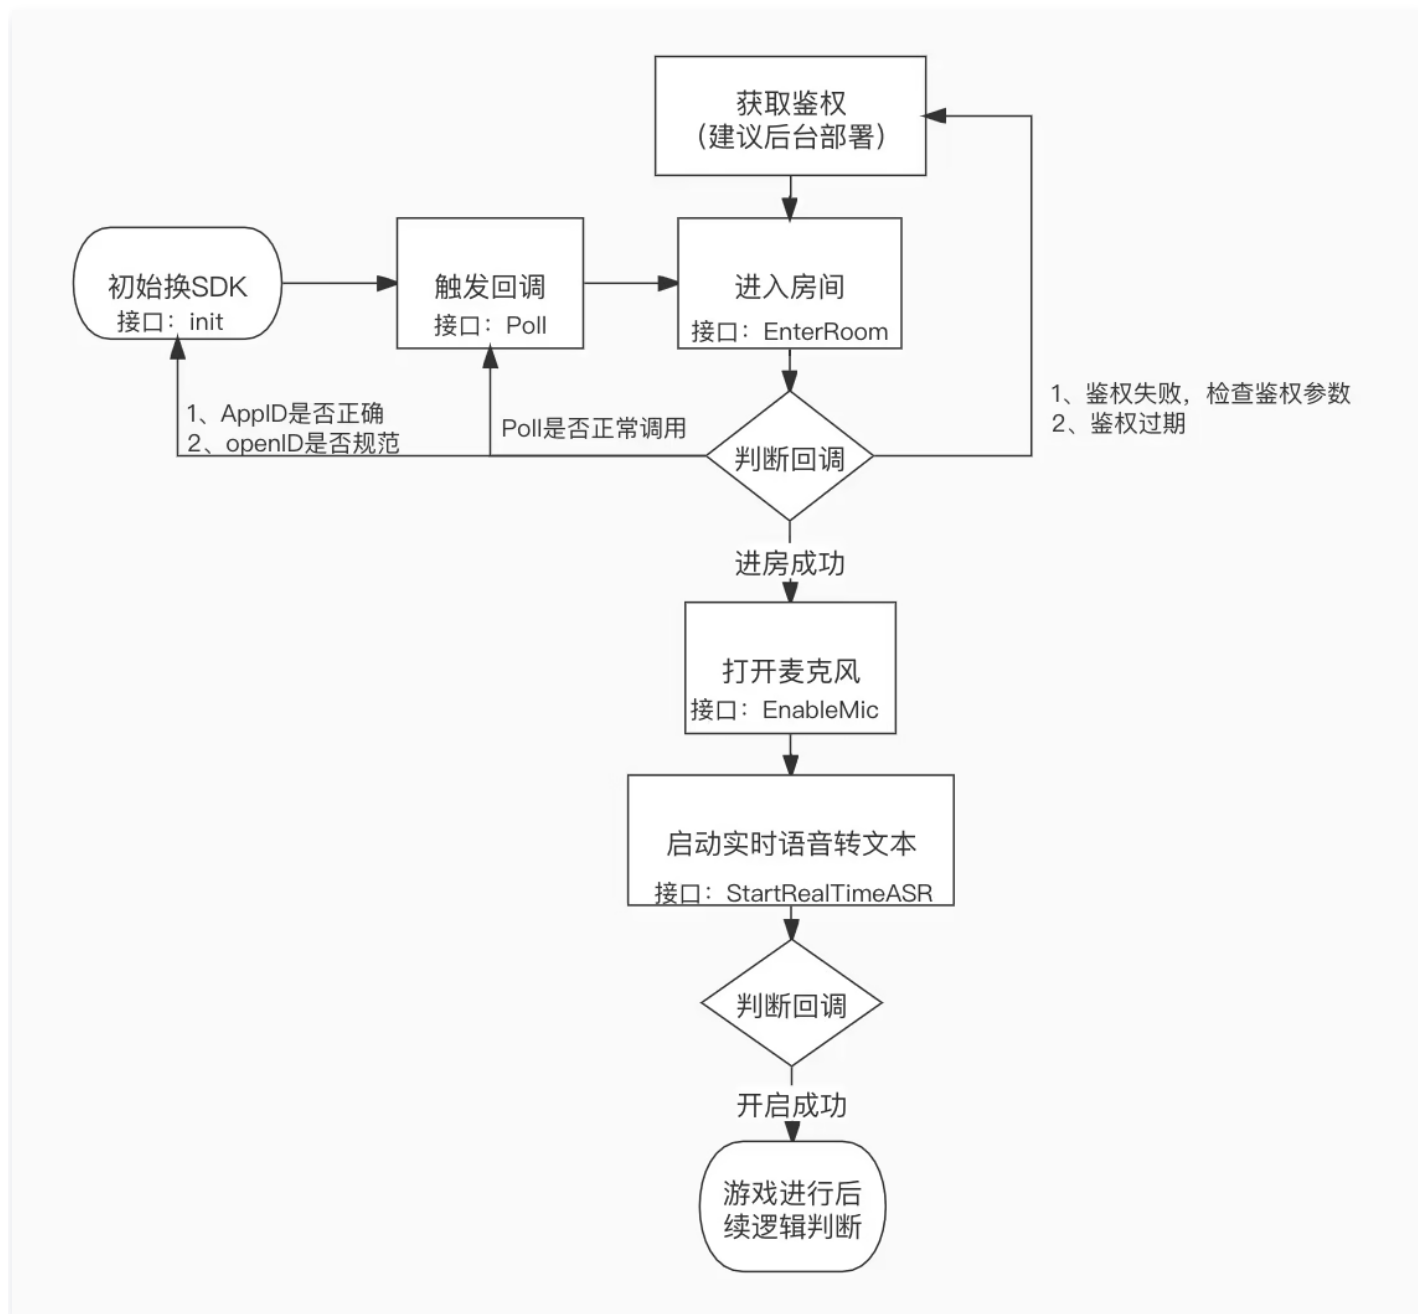 获取鉴权
（建议后台部署）
初始换SDK
接口：init
触发回调
接口：Poll
进入房间
接口：EnterRoom
1、AppID是否正确
2、openID是否规范
Poll是否正常调用
判断回调
1、鉴权失败，检查鉴权参数
2、鉴权过期
进房成功
打开麦克风
接口：EnableMic
启动实时语音转文本
接口：StartRealTimeASR
判断回调
开启成功
游戏进行后
续逻辑判断